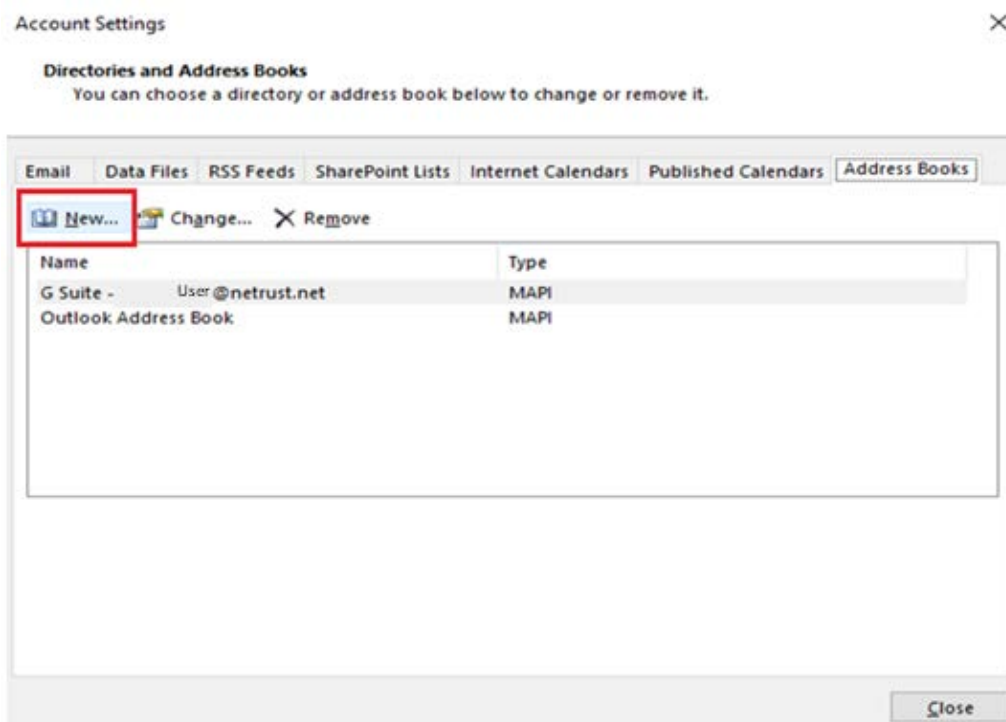 Account Settings
Directories and Address Books
You can choose a directory or address book below to change or remove it.
Email Data Files RSS Feeds SharePoint Lists Internet Calendars Published Calendars Address Books
New... Change... Remove
Name Type
G Suite - User@netrust.net MAPI
Outlook Address Book MAPI
Close